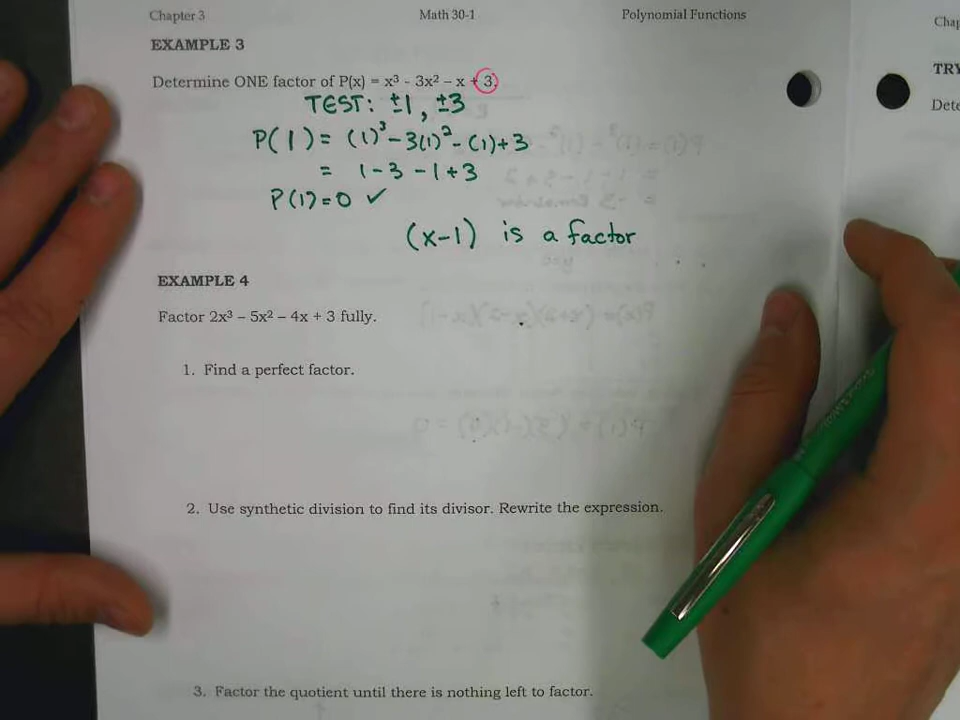 Chapter 3 Math 30-1 Polynomial Functions
EXAMPLE 3
Determine ONE factor of P(x) = x³ - 3x² – x + 3.
TEST: ±1, ±3
P(1) = (1)³ - 3(1)² - (1) + 3
= 1 - 3 - 1 + 3
P(1) = 0 ✓
(x-1) is a factor
EXAMPLE 4
Factor 2x³ – 5x² – 4x + 3 fully.
1. Find a perfect factor.
2. Use synthetic division to find its divisor. Rewrite the expression.
3. Factor the quotient until there is nothing left to factor.
Chap
TRY
Dete